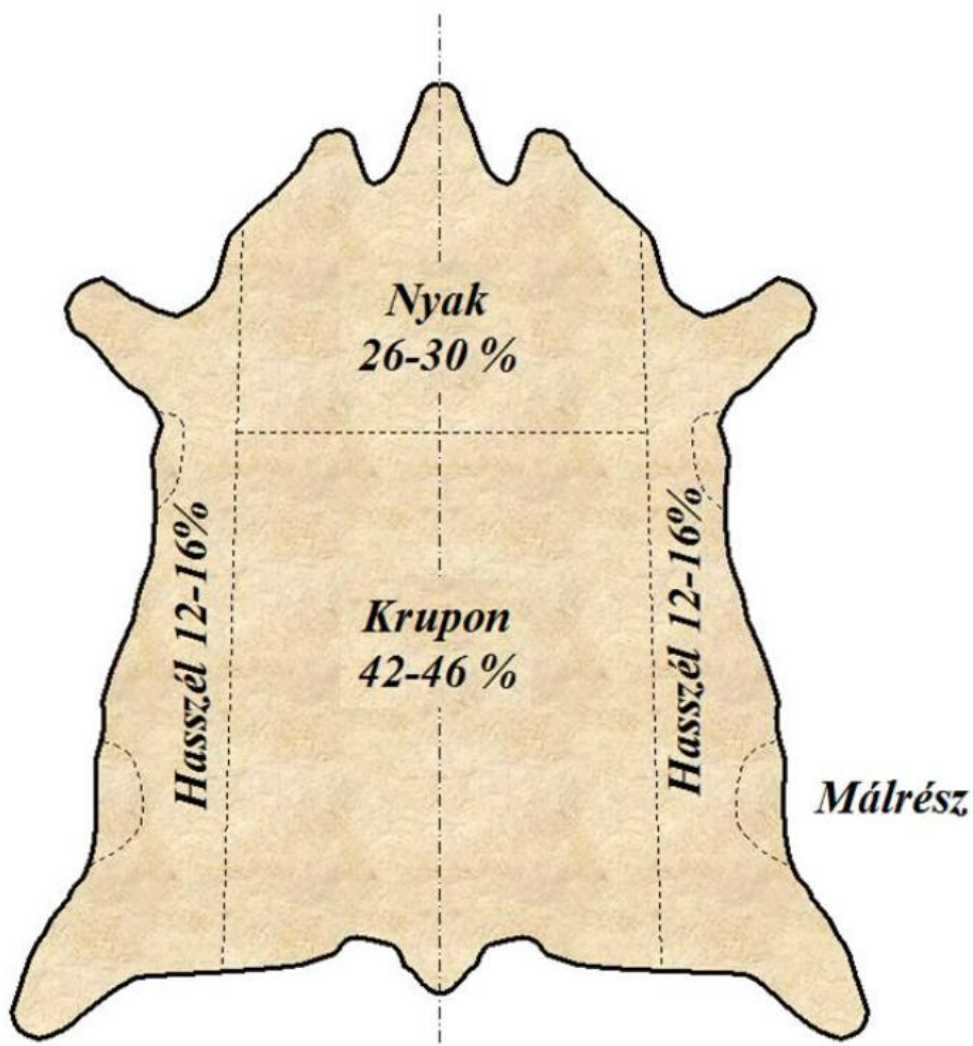 Nyak
26-30 %
Hasszél 12-16%
Krupon
42-46 %
Hasszél 12-16%
Málrész